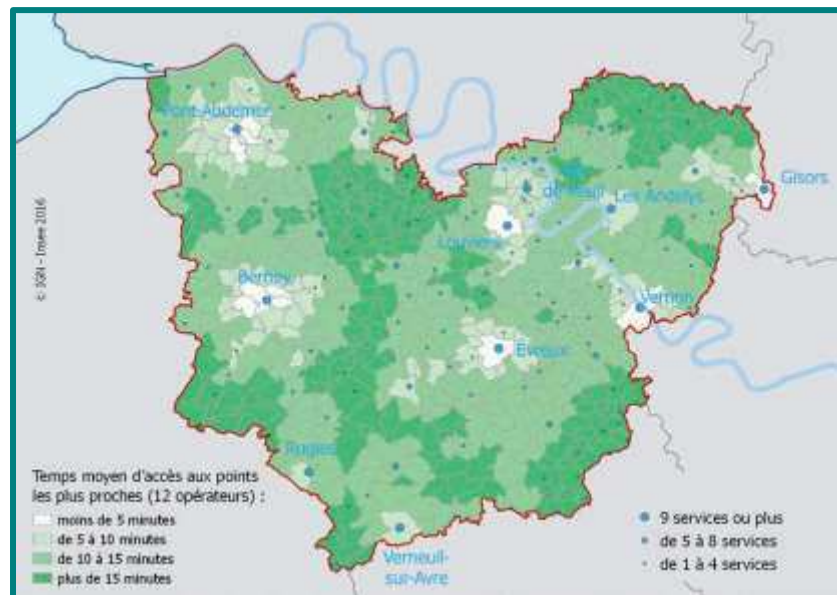 Pont-Audemer
Gisors
de Reuil
Les Andelys
Louviers
Bernay
Vernon
Évreux
Rugles
Verneuil-
sur-Avre
© IGN - Insee 2016
Temps moyen d'accès aux points
les plus proches (12 opérateurs) :
moins de 5 minutes
de 5 à 10 minutes
de 10 à 15 minutes
plus de 15 minutes
9 services ou plus
de 5 à 8 services
de 1 à 4 services